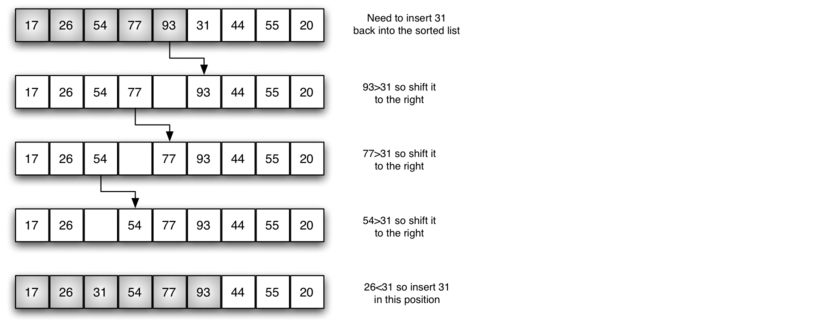 17 26 54 77 93 31 44 55 20
Need to insert 31
back into the sorted list
17 26 54 77 93 44 55 20
93>31 so shift it
to the right
17 26 54 77 93 44 55 20
77>31 so shift it
to the right
17 26 54 77 93 44 55 20
54>31 so shift it
to the right
17 26 31 54 77 93 44 55 20
26<31 so insert 31
in this position